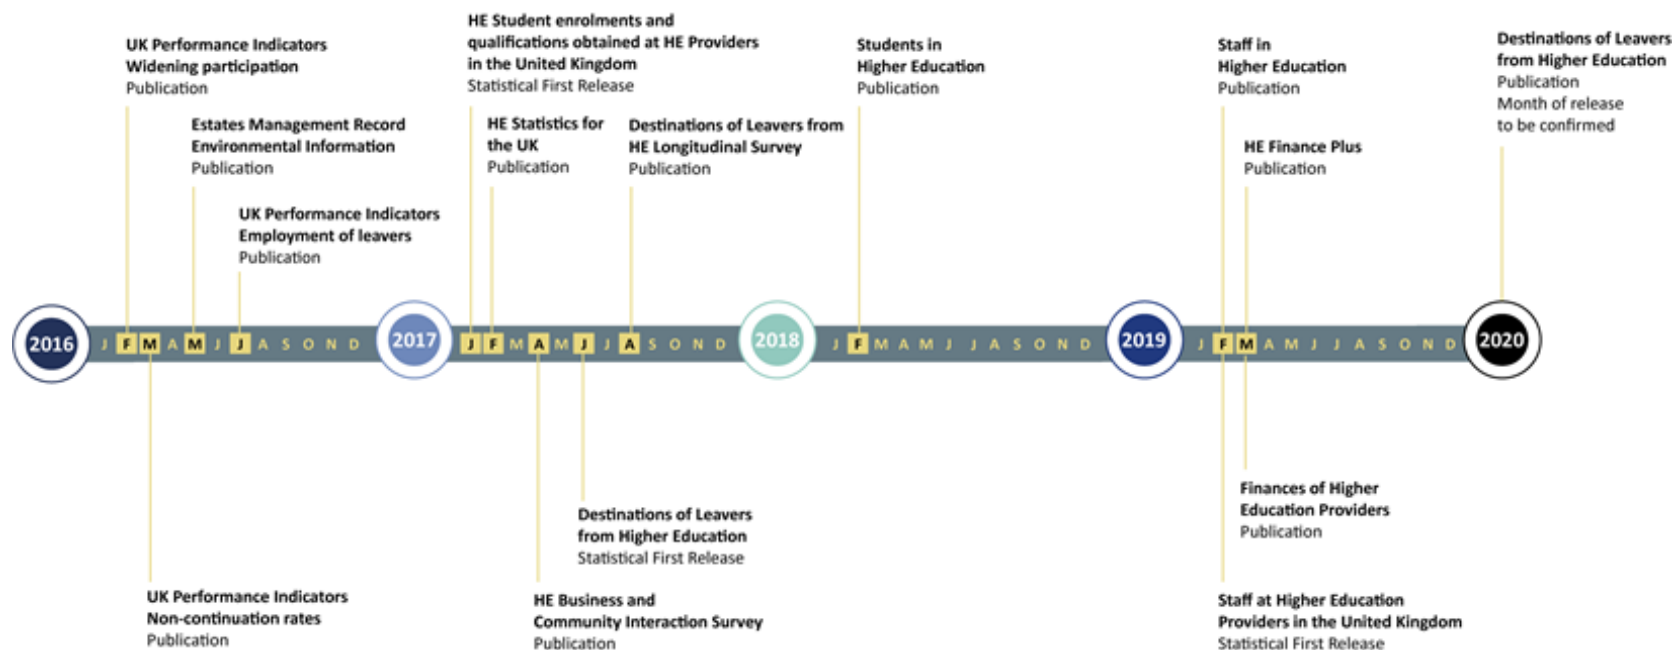 UK Performance Indicators
Widening participation
Publication
Estates Management Record
Environmental Information
Publication
UK Performance Indicators
Employment of leavers
Publication
HE Student enrolments and
qualifications obtained at HE Providers
in the United Kingdom
Statistical First Release
HE Statistics for
the UK
Publication
Destinations of Leavers from
HE Longitudinal Survey
Publication
Students in
Higher Education
Publication
Staff in
Higher Education
Publication
HE Finance Plus
Publication
Destinations of Leavers
from Higher Education
Publication
Month of release
to be confirmed
2016 J F M A M J J A S O N D 2017 J F M A M J J A S O N D 2018 J F M A M J J A S O N D 2019 J F M A M J J A S O N D 2020
UK Performance Indicators
Non-continuation rates
Publication
Destinations of Leavers
from Higher Education
Statistical First Release
HE Business and
Community Interaction Survey
Publication
Finances of Higher
Education Providers
Publication
Staff at Higher Education
Providers in the United Kingdom
Statistical First Release